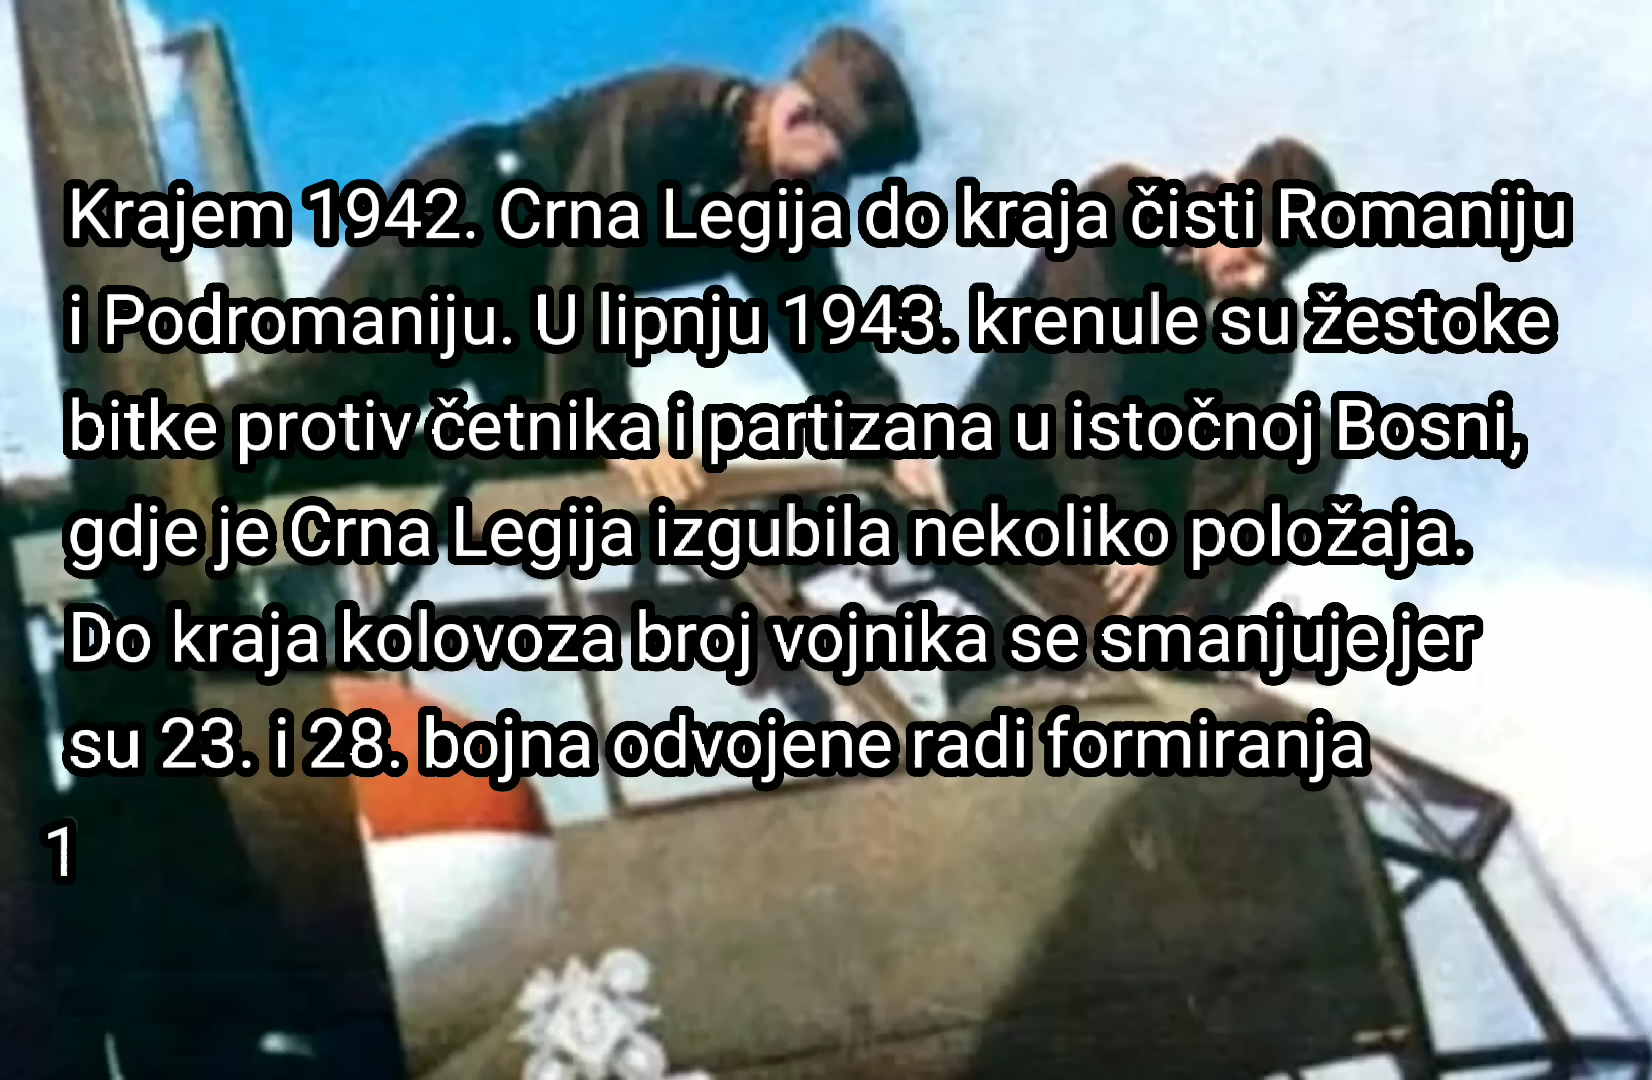 Krajem 1942. Crna Legija do kraja čisti Romaniju
i Podromaniju. U lipnju 1943. krenule su žestoke
bitke protiv četnika i partizana u istočnoj Bosni,
gdje je Crna Legija izgubila nekoliko položaja.
Do kraja kolovoza broj vojnika se smanjuje jer
su 23. i 28. bojna odvojene radi formiranja
1